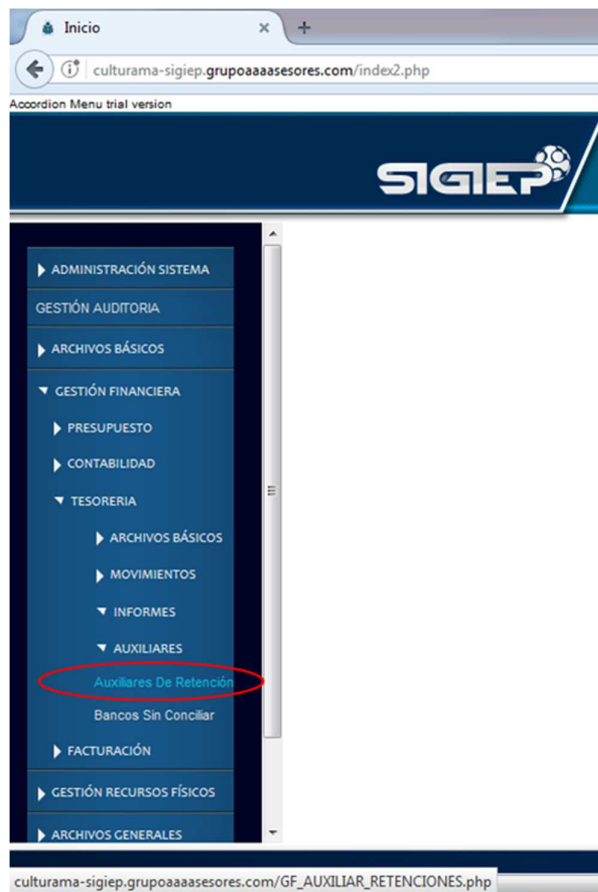 Inicio
culturama-sigiep.grupoaaaasesores.com/index2.php
Accordion Menu trial version
SIGIEP
ADMINISTRACIÓN SISTEMA
GESTIÓN AUDITORIA
ARCHIVOS BÁSICOS
GESTIÓN FINANCIERA
PRESUPUESTO
CONTABILIDAD
TESORERIA
ARCHIVOS BÁSICOS
MOVIMIENTOS
INFORMES
AUXILIARES
Auxiliares De Retención
Bancos Sin Conciliar
FACTURACIÓN
GESTIÓN RECURSOS FÍSICOS
ARCHIVOS GENERALES
culturama-sigiep.grupoaaaasesores.com/GF_AUXILIAR_RETENCIONES.php